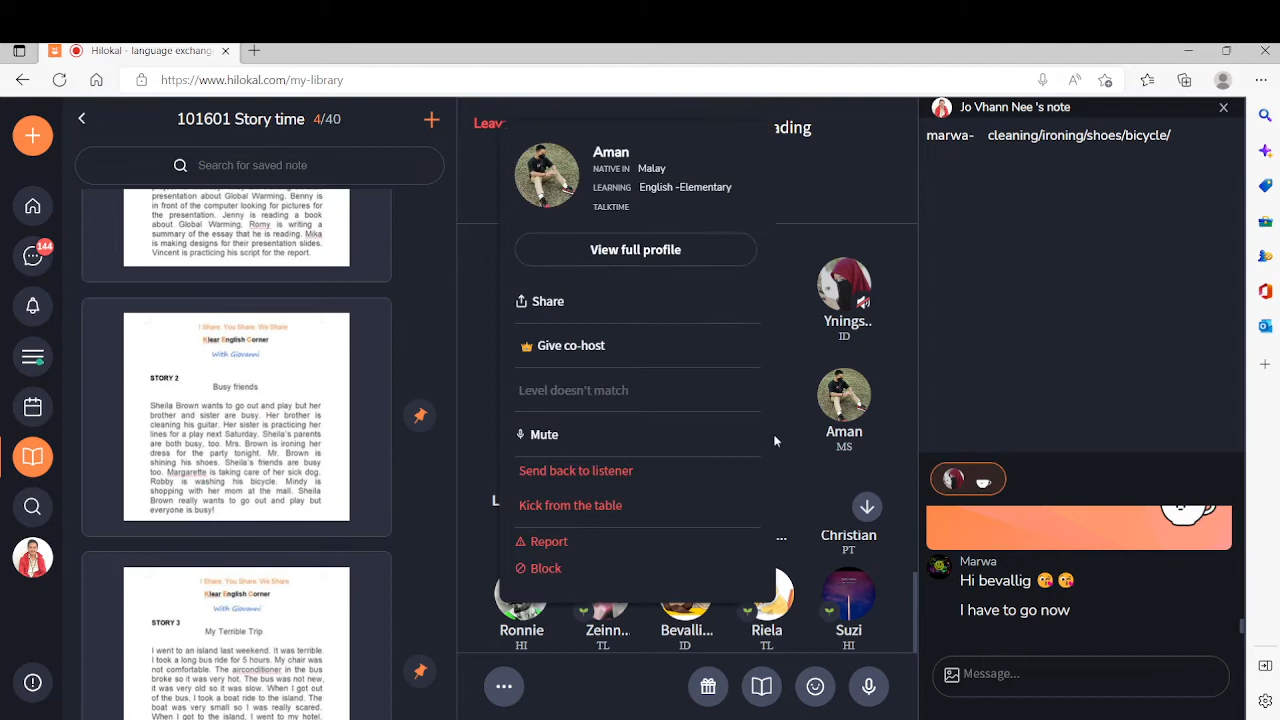 Hilokal - language exchang
https://www.hilokal.com/my-library
144
101601 Story time 4/40
Search for saved note
presentation about Global Warming. Benny is
in front of the computer looking for pictures for
the presentation. Jenny is reading a book
about Global Warming. Romy is writing a
summary of the essay that he is reading. Mika
is making designs for their presentation slides.
Vincent is practicing his script for the report.
I Share. You Share. We Share
Klear English Corner
With Giovanni
STORY 2
Busy friends
Sheila Brown wants to go out and play but her
brother and sister are busy. Her brother is
cleaning his guitar. Her sister is practicing her
lines for a play next Saturday. Sheila's parents
are both busy, too. Mrs. Brown is ironing her
dress for the party tonight. Mr. Brown is
shining his shoes. Sheila's friends are busy
too. Margarette is taking care of her sick dog.
Robby is washing his bicycle. Mindy is
shopping with her mom at the mall. Sheila
Brown really wants to go out and play but
everyone is busy!
I Share. You Share. We Share
Klear English Corner
With Giovanni
STORY 3
My Terrible Trip
I went to an island last weekend. It was terrible.
I took a long bus ride for 5 hours. My chair was
not comfortable. The airconditioner in the bus
broke so it was very hot. The bus was not new,
it was very old so it was slow. When I got out
of the bus, I took a boat ride to the island. The
boat was very small so I was really scared.
When I got to the island, I went to my hotel.
Leav
ading
Aman
NATIVE IN Malay
LEARNING English -Elementary
TALKTIME
View full profile
Share
Give co-host
Level doesn't match
Mute
Send back to listener
Kick from the table
Report
Block
L
Ynings..
ID
Aman
MS
...
Christian
PT
Ronnie
HI
Zeinn...
TL
Bevalli...
ID
Riela
TL
Suzi
HI
Jo Vhann Nee 's note
marwa- cleaning/ironing/shoes/bicycle/
Marwa
Hi bevallig 😘 😘
I have to go now
Message...